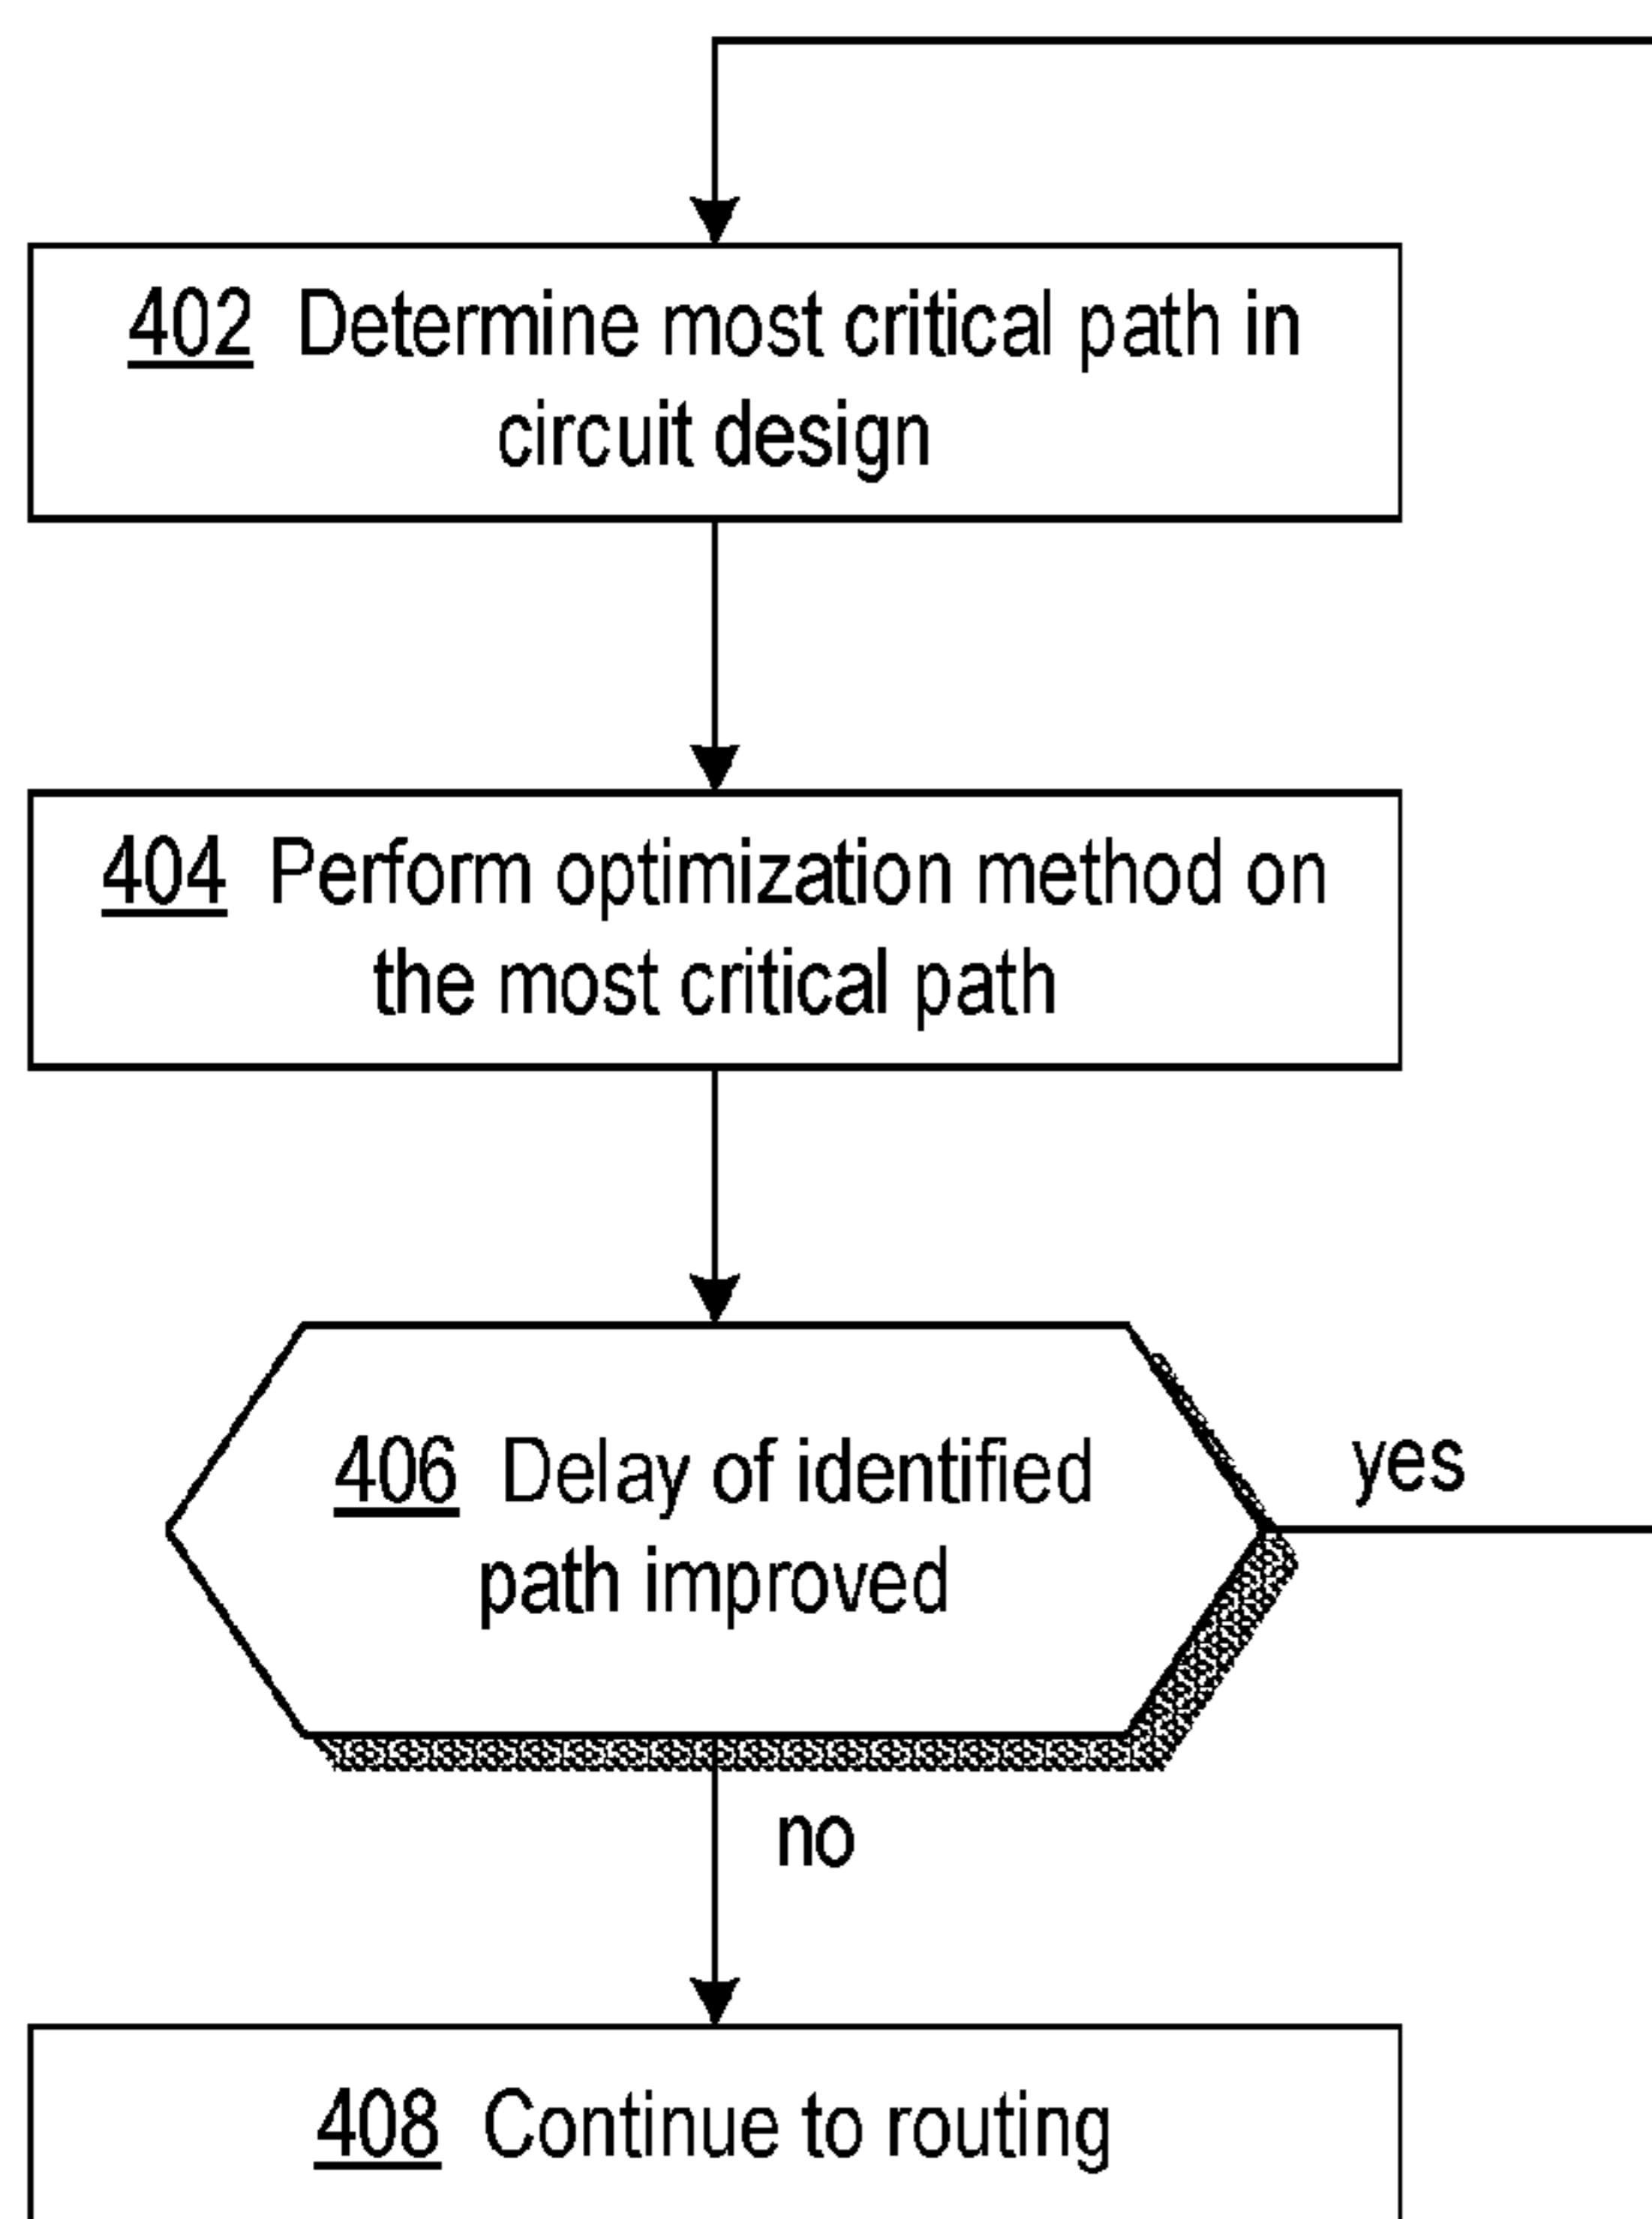 402 Determine most critical path in
circuit design
404 Perform optimization method on
the most critical path
406 Delay of identified
path improved
yes
no
408 Continue to routing